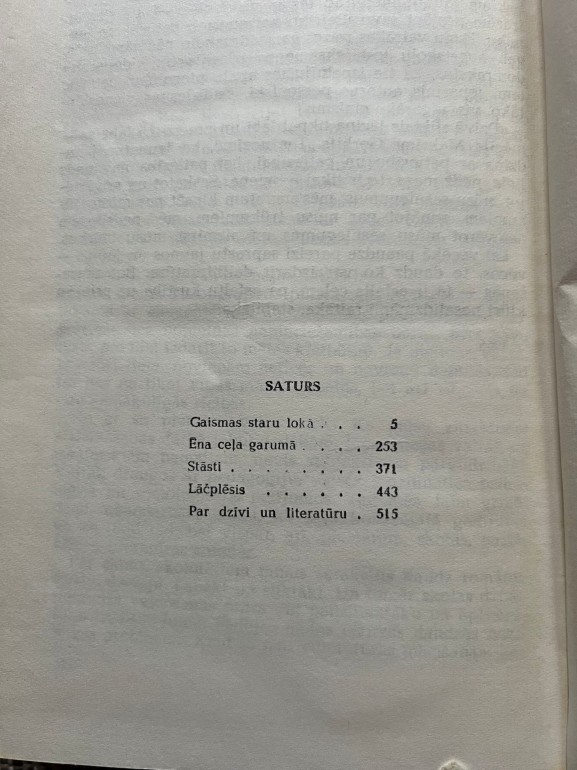 SATURS
Gaismas staru lokā . . . 5
Ēna ceļa garumā . . . . 253
Stāsti . . . . . . . . 371
Lāčplēsis . . . . . . 443
Par dzīvi un literatūru . 515